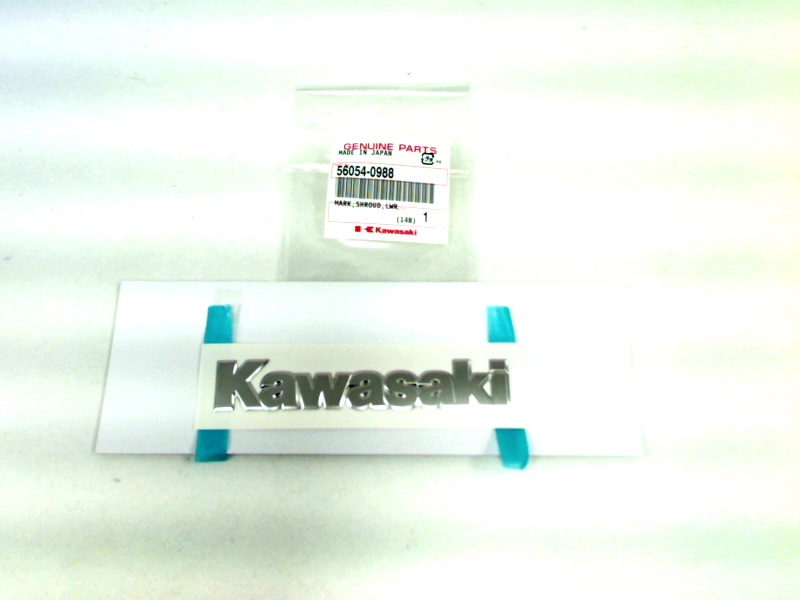 GENUINE PARTS
MADE IN JAPAN
56054-0988
MARK,SHROUD,LWR
(14B) 1
Kawasaki
Kawasaki